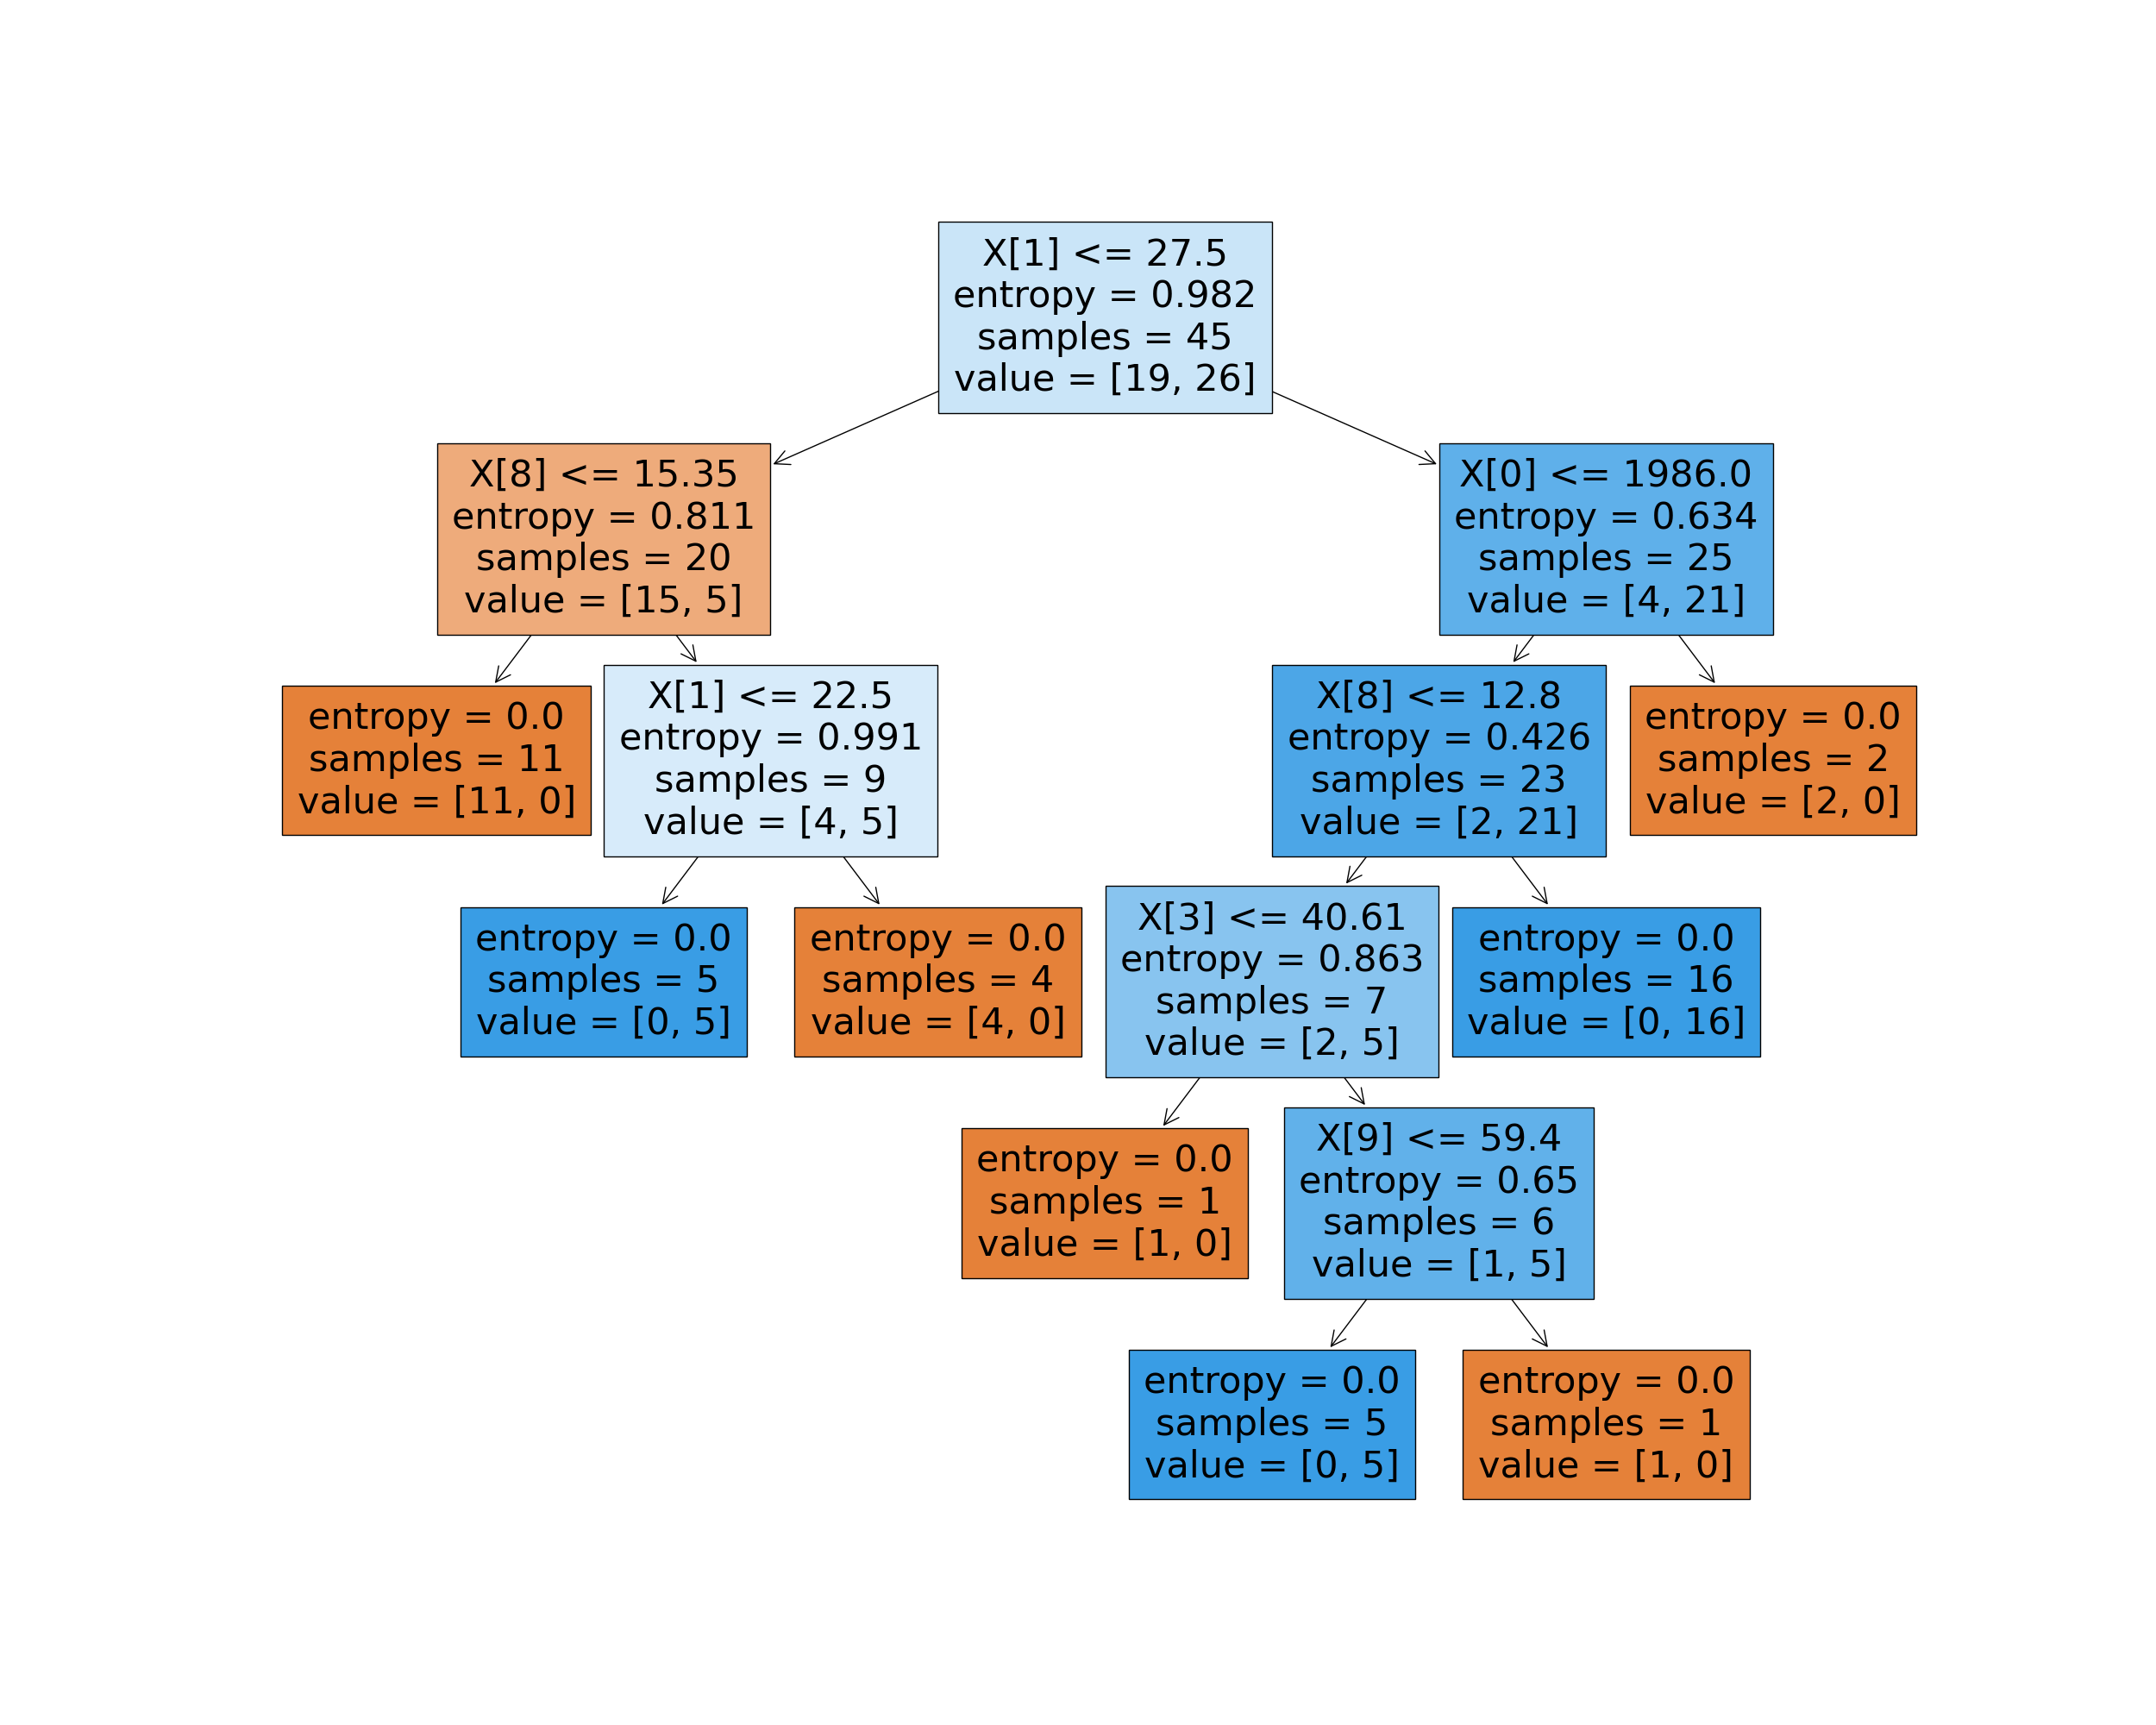 X[1] <= 27.5
entropy = 0.982
samples = 45
value = [19, 26]
X[8] <= 15.35
entropy = 0.811
samples = 20
value = [15, 5]
X[0] <= 1986.0
entropy = 0.634
samples = 25
value = [4, 21]
entropy = 0.0
samples = 11
value = [11, 0]
X[1] <= 22.5
entropy = 0.991
samples = 9
value = [4, 5]
X[8] <= 12.8
entropy = 0.426
samples = 23
value = [2, 21]
entropy = 0.0
samples = 2
value = [2, 0]
entropy = 0.0
samples = 5
value = [0, 5]
entropy = 0.0
samples = 4
value = [4, 0]
X[3] <= 40.61
entropy = 0.863
samples = 7
value = [2, 5]
entropy = 0.0
samples = 16
value = [0, 16]
entropy = 0.0
samples = 1
value = [1, 0]
X[9] <= 59.4
entropy = 0.65
samples = 6
value = [1, 5]
entropy = 0.0
samples = 5
value = [0, 5]
entropy = 0.0
samples = 1
value = [1, 0]